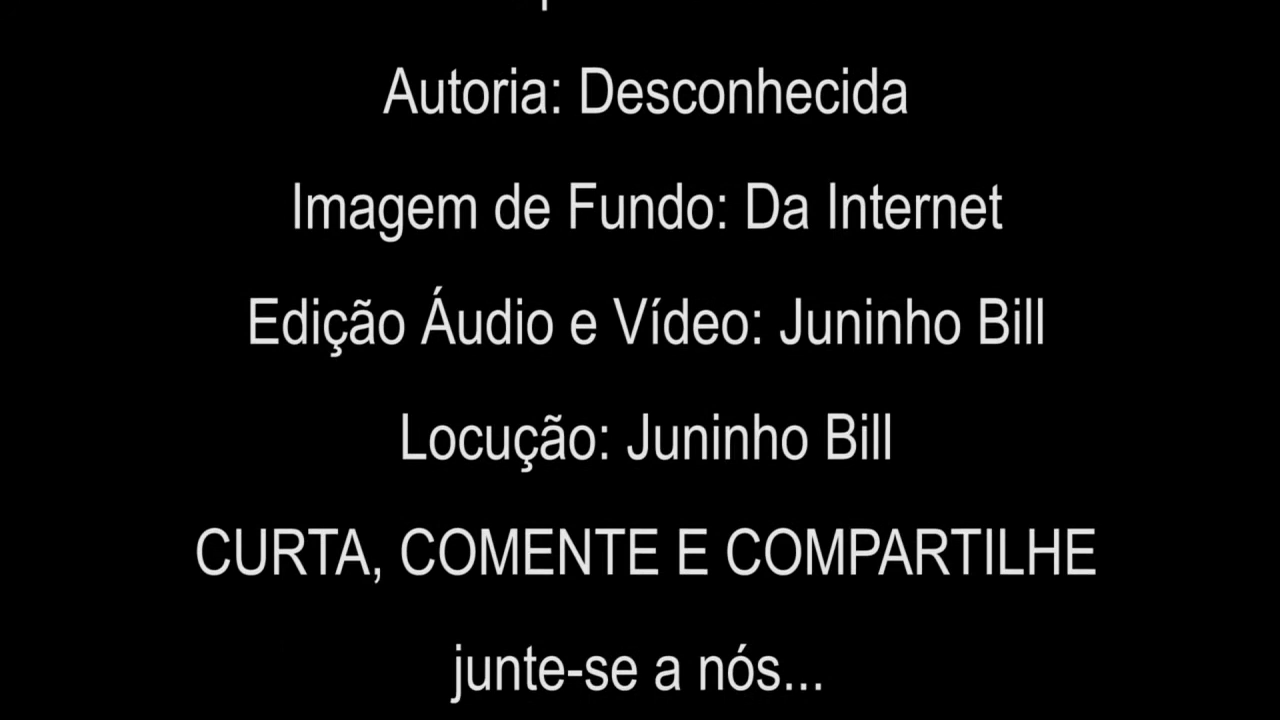 Autoria: Desconhecida
Imagem de Fundo: Da Internet
Edição Áudio e Vídeo: Juninho Bill
Locução: Juninho Bill
CURTA, COMENTE E COMPARTILHE
junte-se a nós...